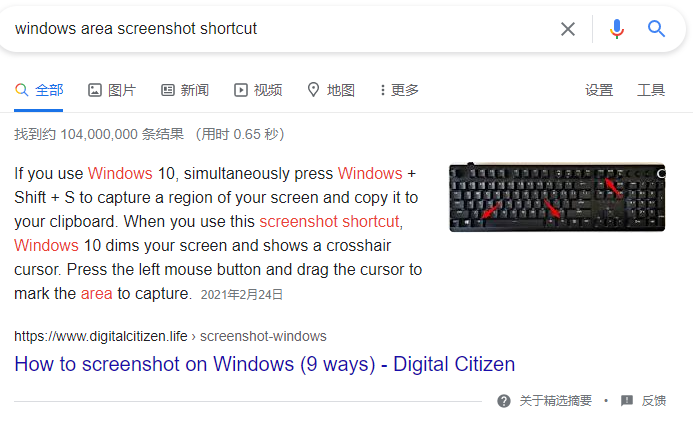 windows area screenshot shortcut
全部 图片 新闻 视频 地图 更多 设置 工具
找到约 104,000,000 条结果 （用时 0.65 秒）
If you use Windows 10, simultaneously press Windows +
Shift + S to capture a region of your screen and copy it to
your clipboard. When you use this screenshot shortcut,
Windows 10 dims your screen and shows a crosshair
cursor. Press the left mouse button and drag the cursor to
mark the area to capture. 2021年2月24日
https://www.digitalcitizen.life › screenshot-windows
How to screenshot on Windows (9 ways) - Digital Citizen
关于精选摘要 • 反馈